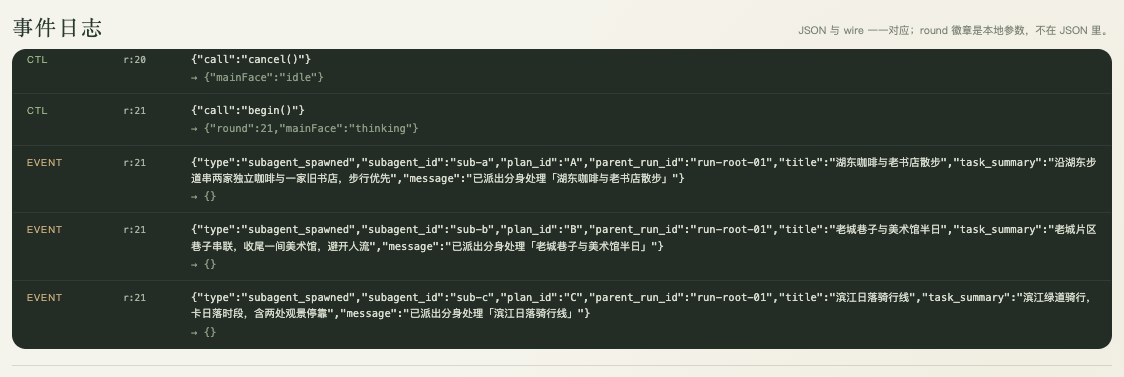 事件日志
JSON 与 wire 一一对应；round 徽章是本地参数，不在 JSON 里。
CTL r:20 {"call":"cancel()"}
→ {"mainFace":"idle"}
CTL r:21 {"call":"begin()"}
→ {"round":21,"mainFace":"thinking"}
EVENT r:21 {"type":"subagent_spawned","subagent_id":"sub-a","plan_id":"A","parent_run_id":"run-root-01","title":"湖东咖啡与老书店散步","task_summary":"沿湖东步
道串两家独立咖啡与一家旧书店，步行优先","message":"已派出分身处理「湖东咖啡与老书店散步」"}
→ {}
EVENT r:21 {"type":"subagent_spawned","subagent_id":"sub-b","plan_id":"B","parent_run_id":"run-root-01","title":"老城巷子与美术馆半日","task_summary":"老城片区
巷子串联，收尾一间美术馆，避开人流","message":"已派出分身处理「老城巷子与美术馆半日」"}
→ {}
EVENT r:21 {"type":"subagent_spawned","subagent_id":"sub-c","plan_id":"C","parent_run_id":"run-root-01","title":"滨江日落骑行线","task_summary":"滨江绿道骑行，
卡日落时段，含两处观景停靠","message":"已派出分身处理「滨江日落骑行线」"}
→ {}